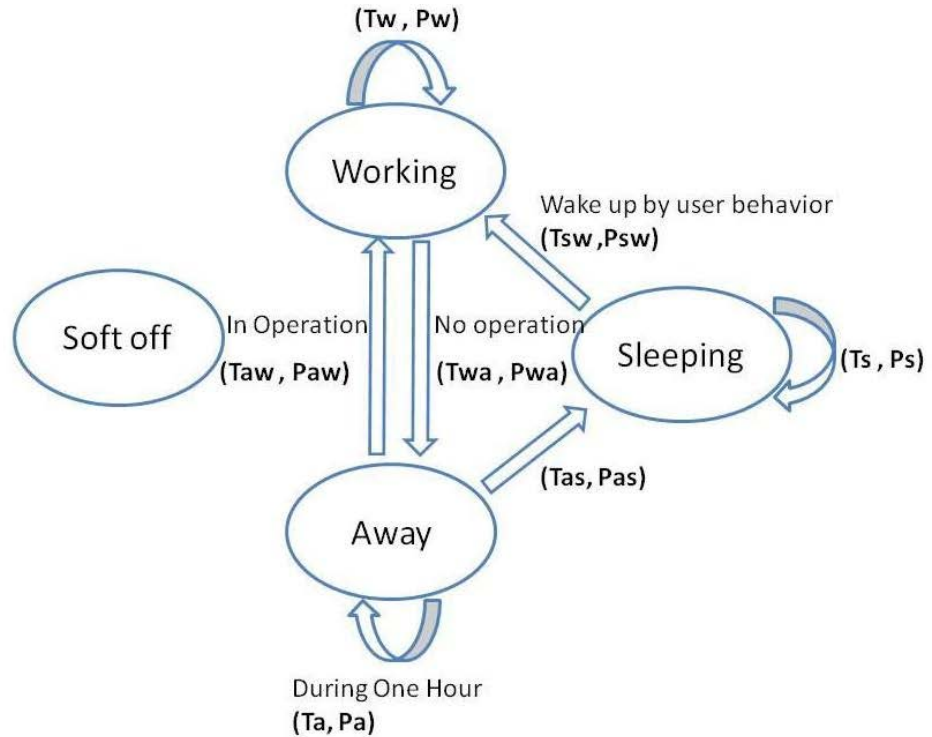 (Tw , Pw)
Working
Wake up by user behavior
(Tsw ,Psw)
Soft off
In Operation
(Taw , Paw)
No operation
(Twa , Pwa)
Sleeping
(Ts , Ps)
(Tas, Pas)
Away
During One Hour
(Ta, Pa)